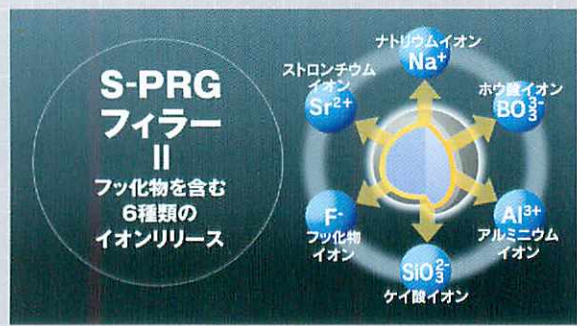 S-PRG
フィラー
II
フッ化物を含む
6種類の
イオンリリース
ナトリウムイオン
Na⁺
ストロンチウム
イオン
Sr²⁺
ホウ酸イオン
BO₃³⁻
F⁻
フッ化物
イオン
Al³⁺
アルミニウム
イオン
SiO₃²⁻
ケイ酸イオン